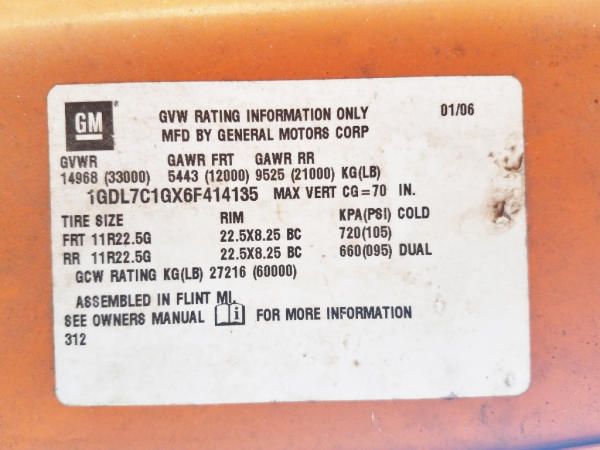 GM
GVW RATING INFORMATION ONLY 01/06
MFD BY GENERAL MOTORS CORP
GVWR GAWR FRT GAWR RR
14968 (33000) 5443 (12000) 9525 (21000) KG(LB)
1GDL7C1GX6F414135 MAX VERT CG=70 IN.
TIRE SIZE RIM KPA(PSI) COLD
FRT 11R22.5G 22.5X8.25 BC 720(105)
RR 11R22.5G 22.5X8.25 BC 660(095) DUAL
GCW RATING KG(LB) 27216 (60000)
ASSEMBLED IN FLINT MI.
SEE OWNERS MANUAL i FOR MORE INFORMATION
312